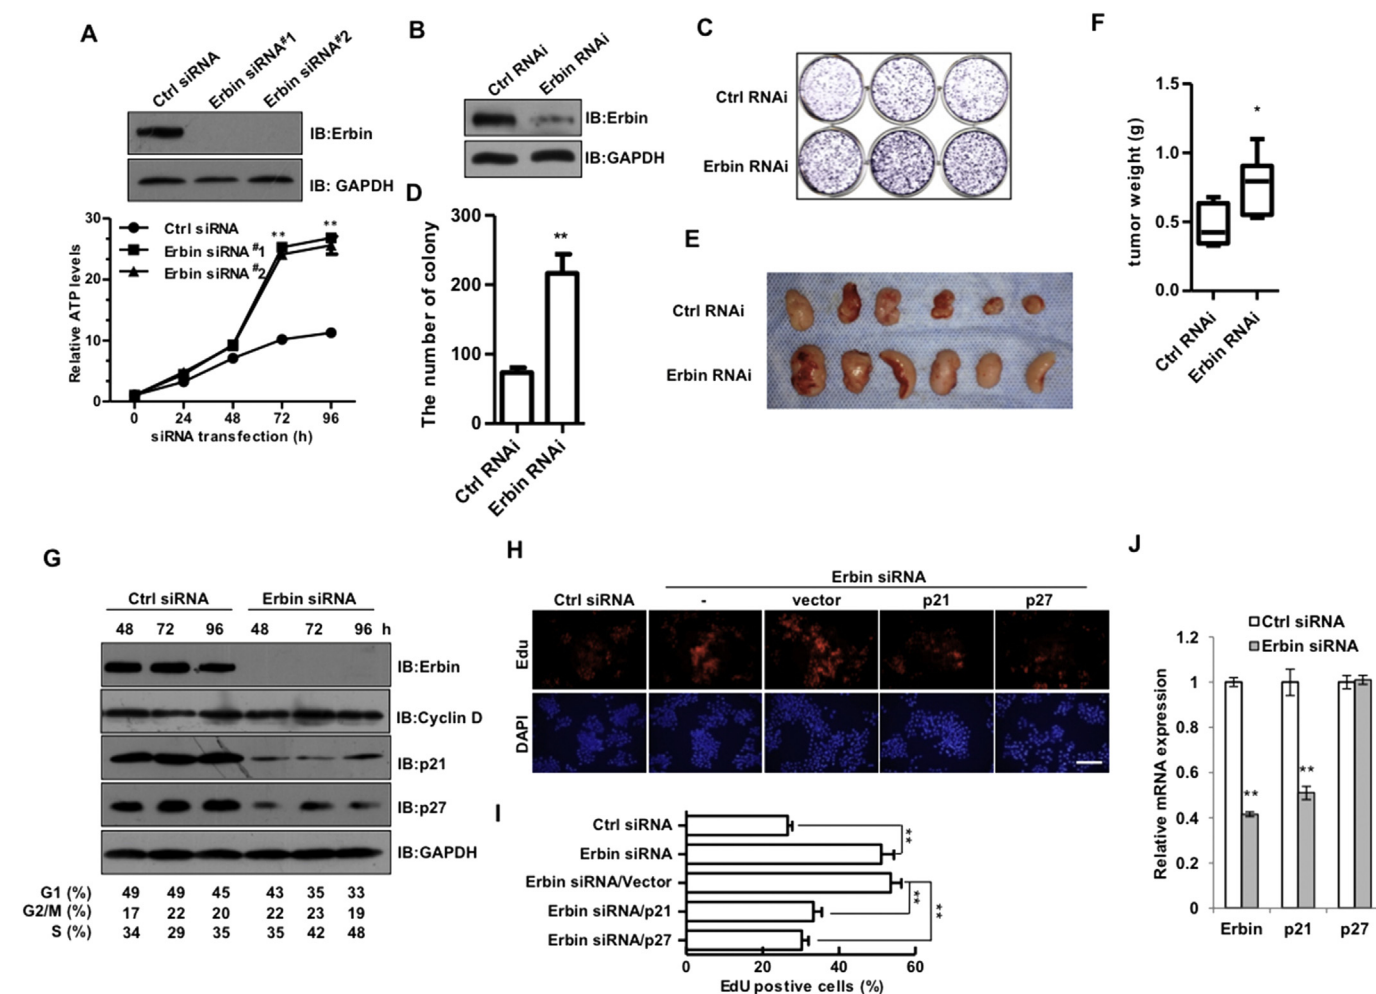 A
Ctrl siRNA
Erbin siRNA#1
Erbin siRNA#2
IB:Erbin
IB: GAPDH
30
20
10
0
Relative ATP levels
Ctrl siRNA
Erbin siRNA#1
Erbin siRNA#2
**
**
0 24 48 72 96
siRNA transfection (h)
B
Ctrl RNAi
Erbin RNAi
IB:Erbin
IB:GAPDH
C
Ctrl RNAi
Erbin RNAi
D
300
200
100
0
The number of colony
**
Ctrl RNAi
Erbin RNAi
E
Ctrl RNAi
Erbin RNAi
F
1.5
1.0
0.5
0.0
tumor weight (g)
*
Ctrl RNAi
Erbin RNAi
G
Ctrl siRNA Erbin siRNA
48 72 96 48 72 96 h
IB:Erbin
IB:Cyclin D
IB:p21
IB:p27
IB:GAPDH
G1 (%) 49 49 45 43 35 33
G2/M (%) 17 22 20 22 23 19
S (%) 34 29 35 35 42 48
H
Erbin siRNA
Ctrl siRNA - vector p21 p27
Edu
DAPI
I
Ctrl siRNA
Erbin siRNA
Erbin siRNA/Vector
Erbin siRNA/p21
Erbin siRNA/p27
**
**
**
0 20 40 60
EdU postive cells (%)
J
Ctrl siRNA
Erbin siRNA
1.2
1
0.8
0.6
0.4
0.2
0
Relative mRNA expression
**
**
Erbin p21 p27